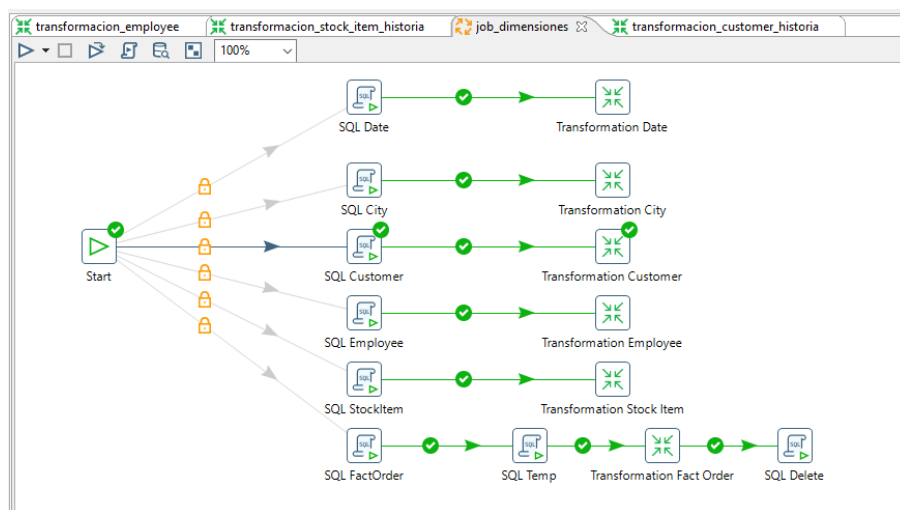 transformacion_employee transformacion_stock_item_historia job_dimensiones transformacion_customer_historia
100%
SQL Date Transformation Date
SQL City Transformation City
Start SQL Customer Transformation Customer
SQL Employee Transformation Employee
SQL StockItem Transformation Stock Item
SQL FactOrder SQL Temp Transformation Fact Order SQL Delete